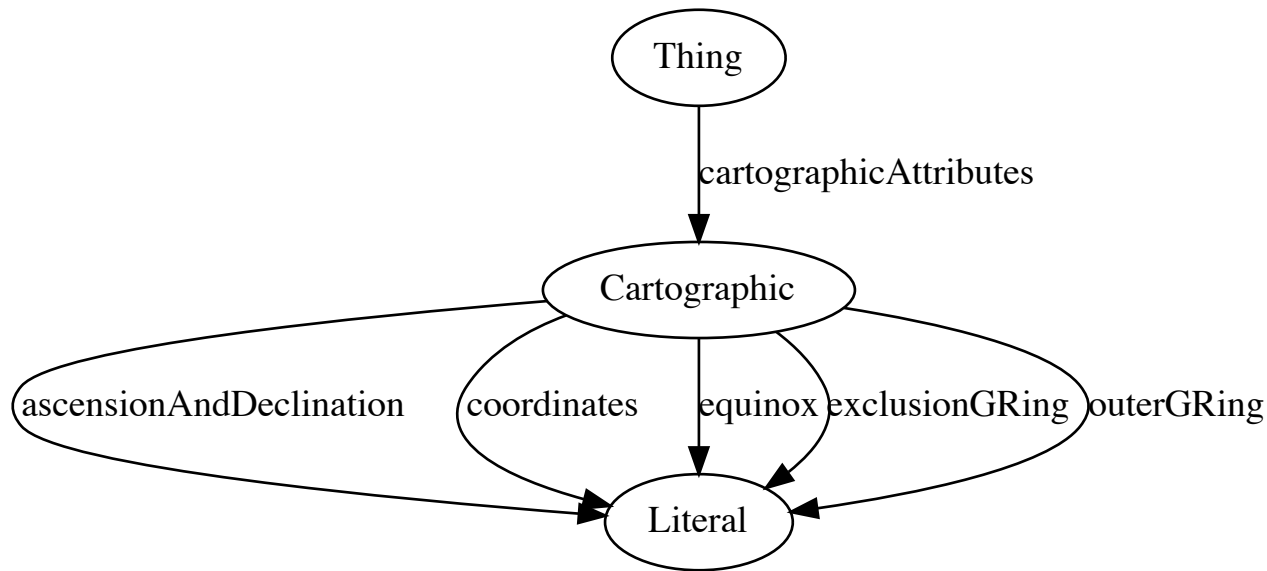 Thing
cartographicAttributes
Cartographic
ascensionAndDeclination
coordinates
equinox
exclusionGRing
outerGRing
Literal